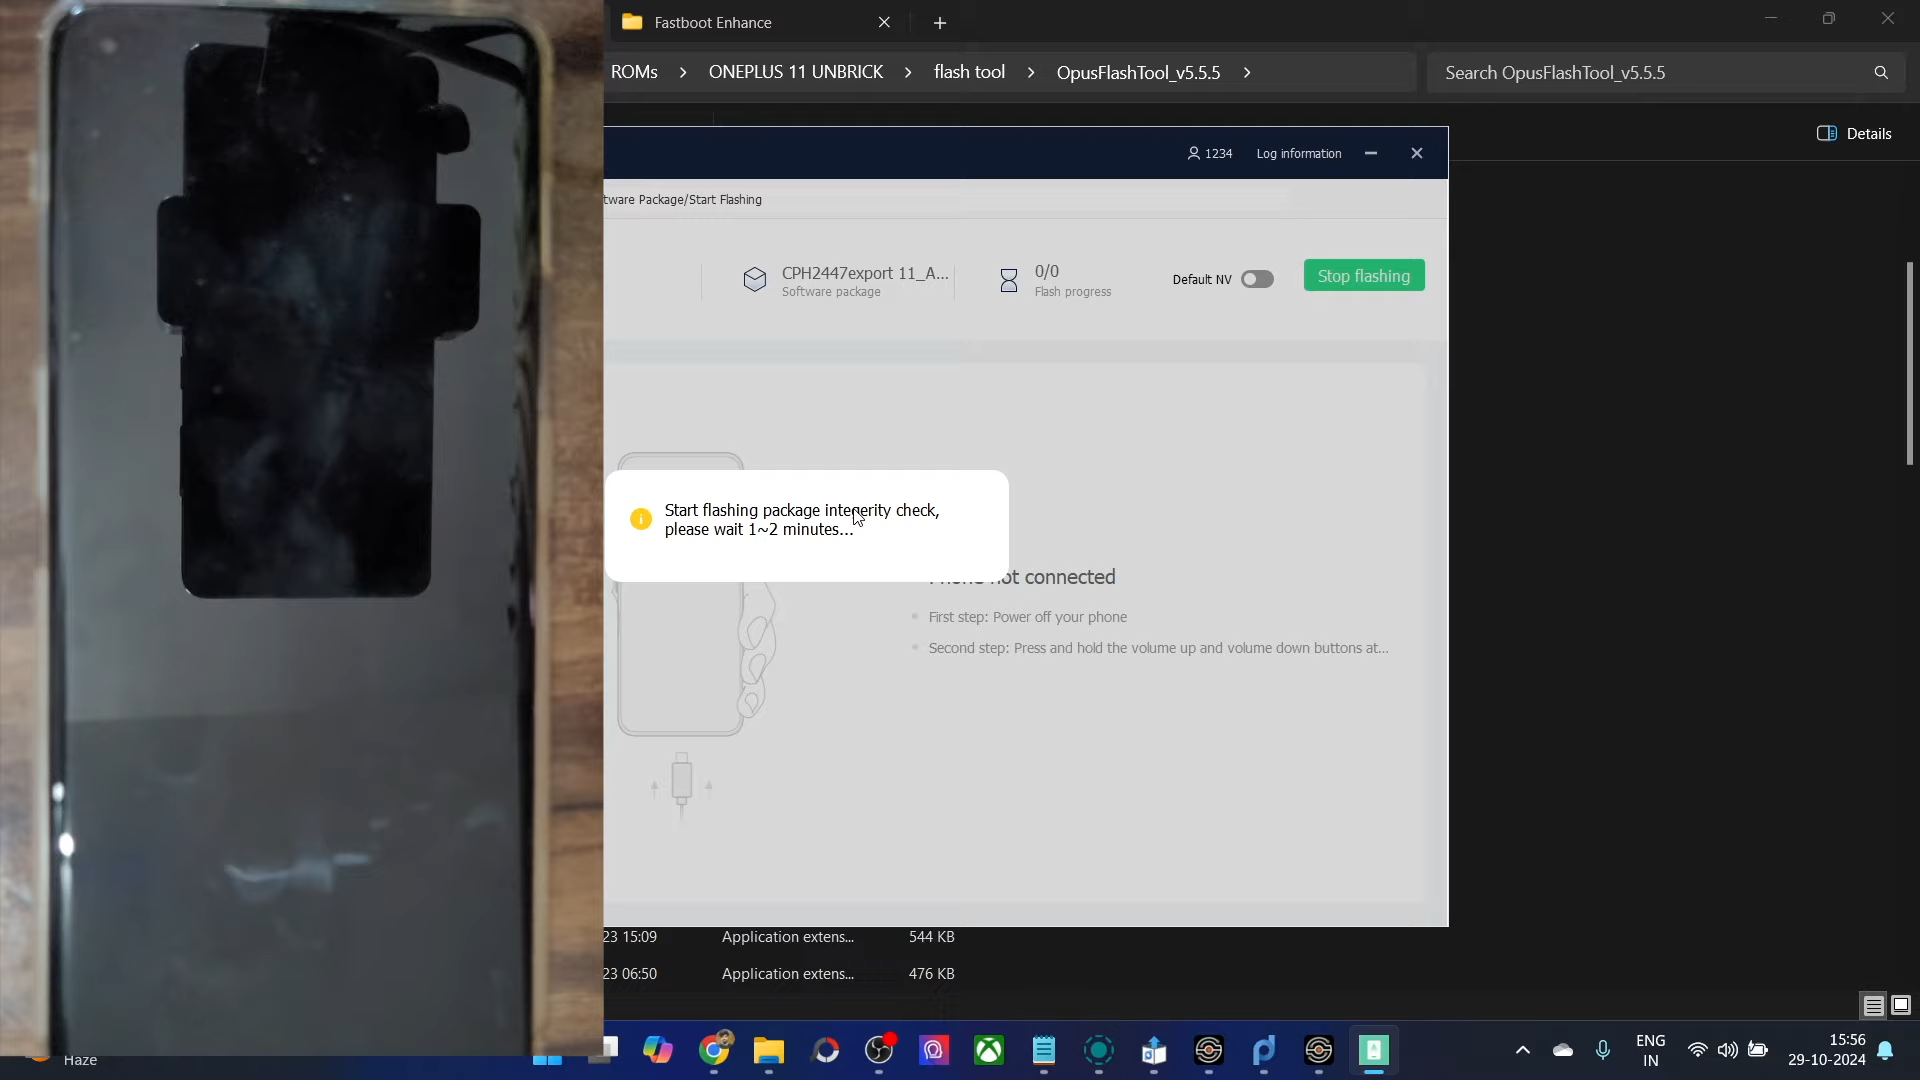 Fastboot Enhance
ROMs > ONEPLUS 11 UNBRICK > flash tool > OpusFlashTool_v5.5.5 >
Search OpusFlashTool_v5.5.5
Details
1234
Log information
tware Package/Start Flashing
CPH2447export 11_A...
Software package
0/0
Flash progress
Default NV
Stop flashing
Start flashing package integerity check,
please wait 1~2 minutes...
not connected
First step: Power off your phone
Second step: Press and hold the volume up and volume down buttons at...
23 15:09 Application extens... 544 KB
23 06:50 Application extens... 476 KB
Haze
ENG
IN
15:56
29-10-2024